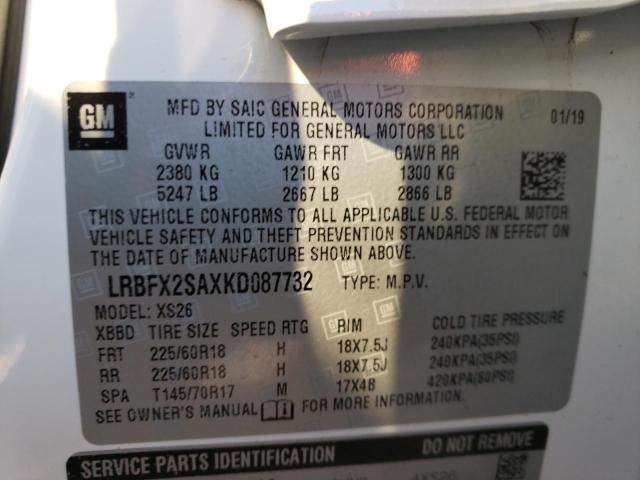 GM
MFD BY SAIC GENERAL MOTORS CORPORATION 01/19
LIMITED FOR GENERAL MOTORS LLC
GVWR GAWR FRT GAWR RR
2380 KG 1210 KG 1300 KG
5247 LB 2667 LB 2866 LB
THIS VEHICLE CONFORMS TO ALL APPLICABLE U.S. FEDERAL MOTOR
VEHICLE SAFETY AND THEFT PREVENTION STANDARDS IN EFFECT ON
THE DATE OF MANUFACTURE SHOWN ABOVE.
LRBFX2SAXKD087732 TYPE: M.P.V.
MODEL: XS26
XBBD TIRE SIZE SPEED RTG RIM COLD TIRE PRESSURE
FRT 225/60R18 H 18X7.5J 240KPA(35PSI)
RR 225/60R18 H 18X7.5J 240KPA(35PSI)
SPA T145/70R17 M 17X4B 420KPA(60PSI)
SEE OWNER'S MANUAL FOR MORE INFORMATION.
SERVICE PARTS IDENTIFICATION DO NOT REMOVE
4XS26